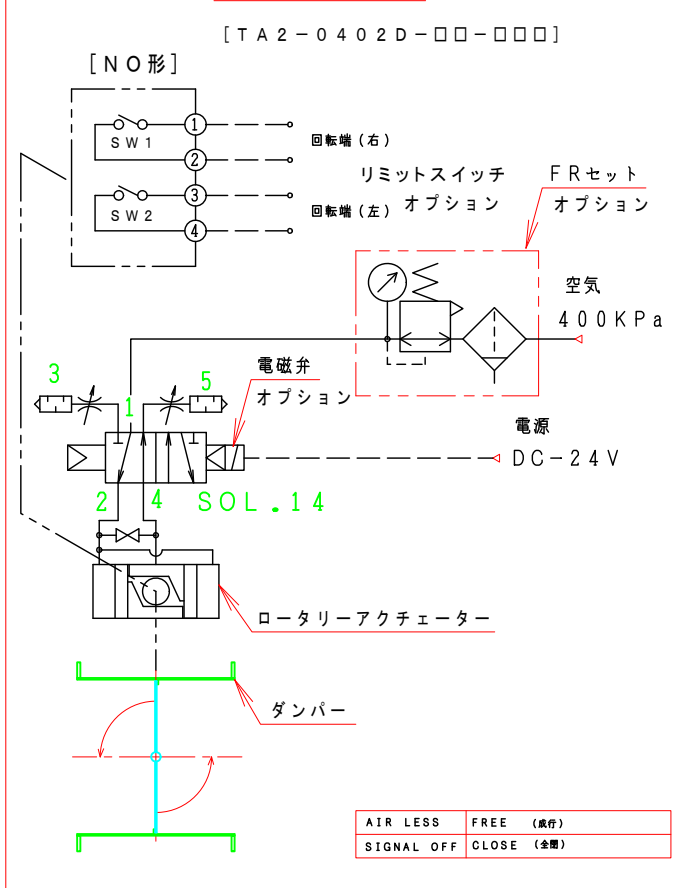 [TA2-0402D-□□-□□□]
[NO形]
SW1
1
2
回転端(右)
SW2
3
4
回転端(左)
リミットスイッチ
オプション
FRセット
オプション
空気
400KPa
電磁弁
オプション
3
1
5
電源
DC-24V
2
4
SOL.14
ロータリーアクチェーター
ダンパー
AIR LESS FREE (成行)
SIGNAL OFF CLOSE (全閉)